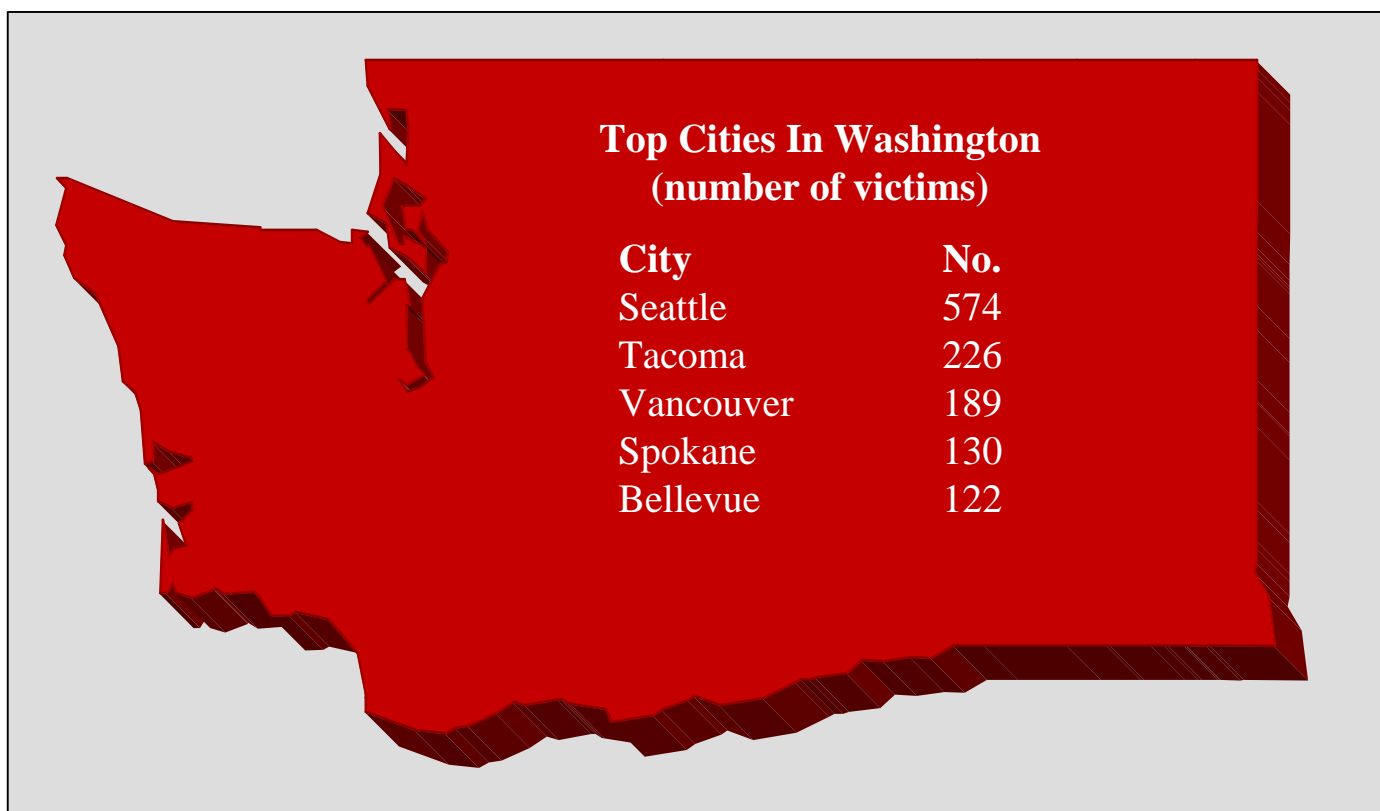 Top Cities In Washington
(number of victims)
City No.
Seattle 574
Tacoma 226
Vancouver 189
Spokane 130
Bellevue 122